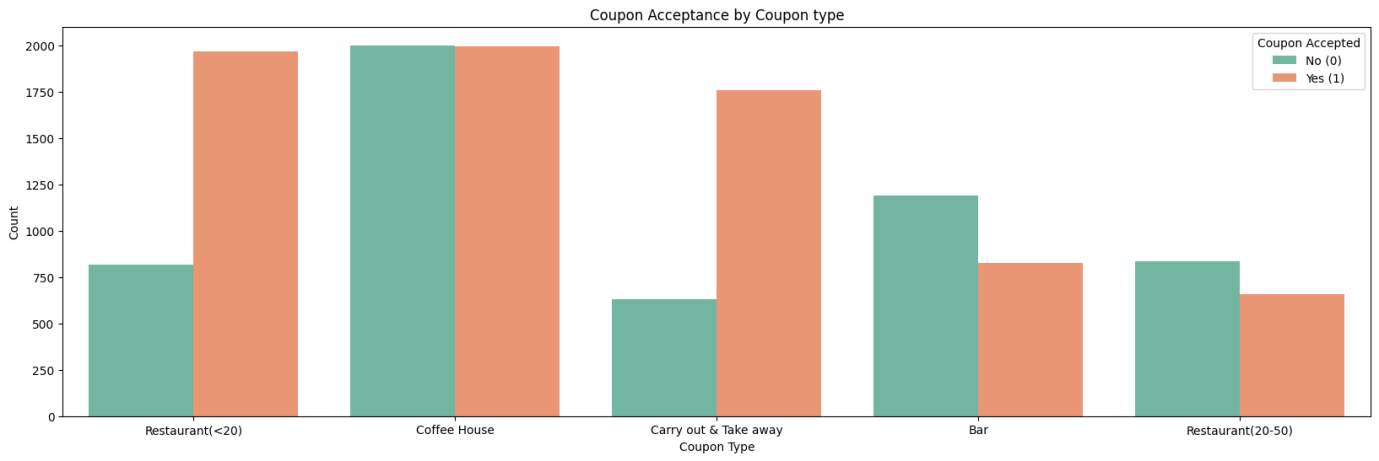 Coupon Acceptance by Coupon type
Coupon Accepted
No (0)
Yes (1)
Count
2000
1750
1500
1250
1000
750
500
250
0
Restaurant(<20) Coffee House Carry out & Take away Bar Restaurant(20-50)
Coupon Type